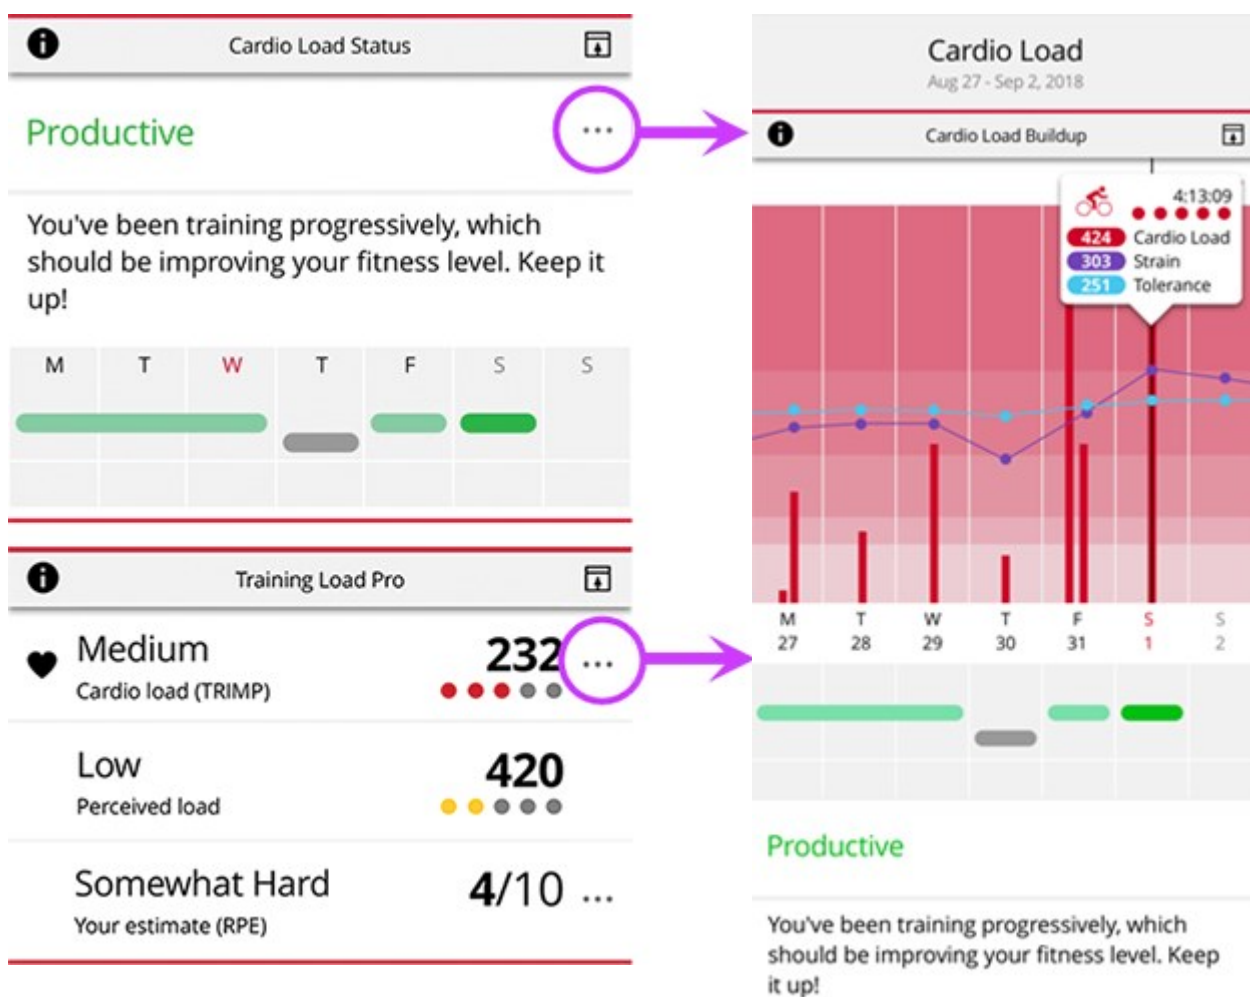 Cardio Load Status
Productive
...
You've been training progressively, which
should be improving your fitness level. Keep it
up!
M T W T F S S
Training Load Pro
Medium 232 ...
Cardio load (TRIMP)
Low 420
Perceived load
Somewhat Hard 4/10 ...
Your estimate (RPE)
Cardio Load
Aug 27 - Sep 2, 2018
Cardio Load Buildup
4:13:09
424 Cardio Load
303 Strain
251 Tolerance
M T W T F S S
27 28 29 30 31 1 2
Productive
You've been training progressively, which
should be improving your fitness level. Keep
it up!